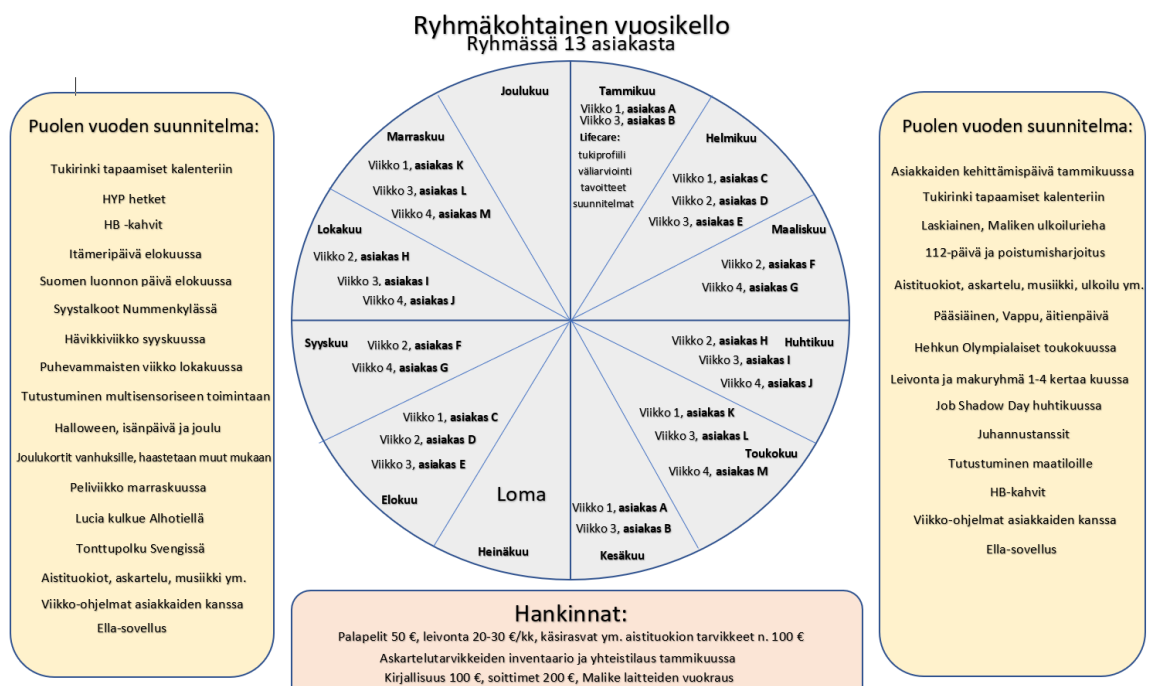 Ryhmäkohtainen vuosikello
Ryhmässä 13 asiakasta
Puolen vuoden suunnitelma:
Tukirinki tapaamiset kalenteriin
HYP hetket
HB -kahvit
Itämeripäivä elokuussa
Suomen luonnon päivä elokuussa
Syystalkoot Nummenkylässä
Hävikkiviikko syyskuussa
Puhevammaisten viikko lokakuussa
Tutustuminen multisensoriseen toimintaan
Halloween, isänpäivä ja joulu
Joulukortit vanhuksille, haastetaan muut mukaan
Peliviikko marraskuussa
Lucia kulkue Alhotiellä
Tonttupolku Svengissä
Aistituokiot, askartelu, musiikki ym.
Viikko-ohjelmat asiakkaiden kanssa
Ella-sovellus
Tammikuu
Viikko 1, asiakas A
Viikko 3, asiakas B
Lifecare:
tukiprofiili
väliarviointi
tavoitteet
suunnitelmat
Helmikuu
Viikko 1, asiakas C
Viikko 2, asiakas D
Viikko 3, asiakas E
Maaliskuu
Viikko 2, asiakas F
Viikko 4, asiakas G
Huhtikuu
Viikko 2, asiakas H
Viikko 3, asiakas I
Viikko 4, asiakas J
Viikko 1, asiakas K
Viikko 3, asiakas L
Toukokuu
Viikko 4, asiakas M
Viikko 1, asiakas A
Viikko 3, asiakas B
Kesäkuu
Loma
Heinäkuu
Viikko 1, asiakas C
Viikko 2, asiakas D
Viikko 3, asiakas E
Elokuu
Syyskuu
Viikko 2, asiakas F
Viikko 4, asiakas G
Lokakuu
Viikko 2, asiakas H
Viikko 3, asiakas I
Viikko 4, asiakas J
Marraskuu
Viikko 1, asiakas K
Viikko 3, asiakas L
Viikko 4, asiakas M
Joulukuu
Puolen vuoden suunnitelma:
Asiakkaiden kehittämispäivä tammikuussa
Tukirinki tapaamiset kalenteriin
Laskiainen, Maliken ulkoilurieha
112-päivä ja poistumisharjoitus
Aistituokiot, askartelu, musiikki, ulkoilu ym.
Pääsiäinen, Vappu, äitienpäivä
Hehkun Olympialaiset toukokuussa
Leivonta ja makuryhmä 1-4 kertaa kuussa
Job Shadow Day huhtikuussa
Juhannustanssit
Tutustuminen maatiloille
HB-kahvit
Viikko-ohjelmat asiakkaiden kanssa
Ella-sovellus
Hankinnat:
Palapelit 50 €, leivonta 20-30 €/kk, käsirasvat ym. aistituokion tarvikkeet n. 100 €
Askartelutarvikkeiden inventaario ja yhteistilaus tammikuussa
Kirjallisuus 100 €, soittimet 200 €, Malike laitteiden vuokraus